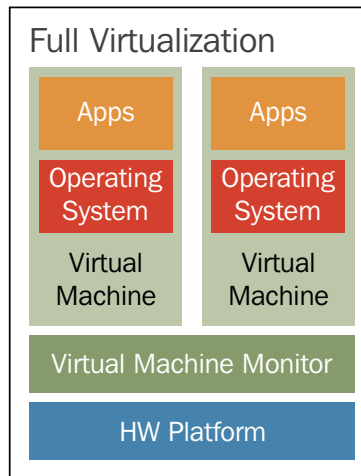 Full Virtualization
Apps
Operating
System
Virtual
Machine
Apps
Operating
System
Virtual
Machine
Virtual Machine Monitor
HW Platform